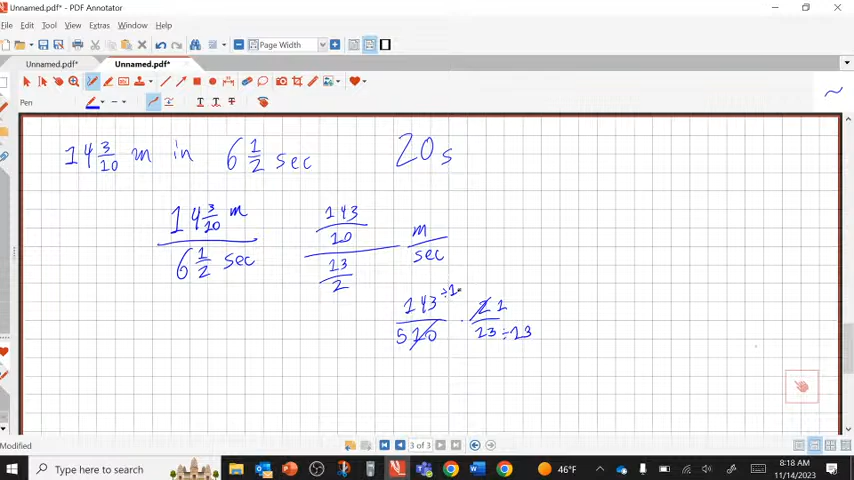 Unnamed.pdf* - PDF Annotator
File Edit Tool View Extras Window Help
Page Width
Unnamed.pdf* Unnamed.pdf*
Pen
14 3/10 m in 6 1/2 sec 20s
14 3/10 m / 6 1/2 sec
143/10 / 13/2 m/sec
143 ÷1
5 10 · 2 1
13 ÷13
Modified
3 of 3
Type here to search
46°F
8:18 AM
11/14/2023